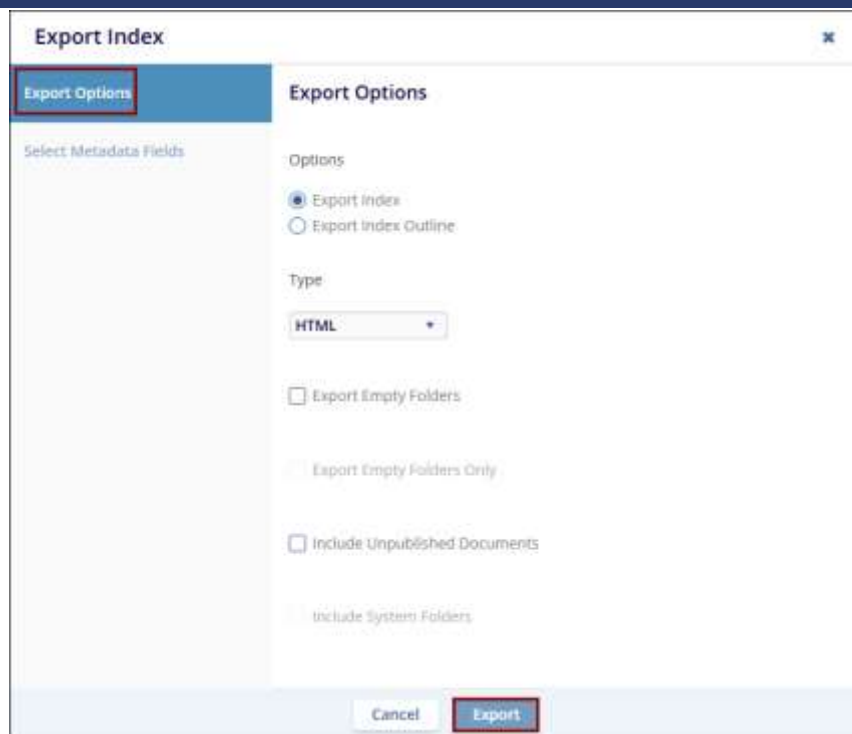 Export Index
Export Options
Export Options
Select Metadata Fields
Options
Export Index
Export Index Outline
Type
HTML
Export Empty Folders
Export Empty Folders Only
Include Unpublished Documents
Include System Folders
Cancel
Export